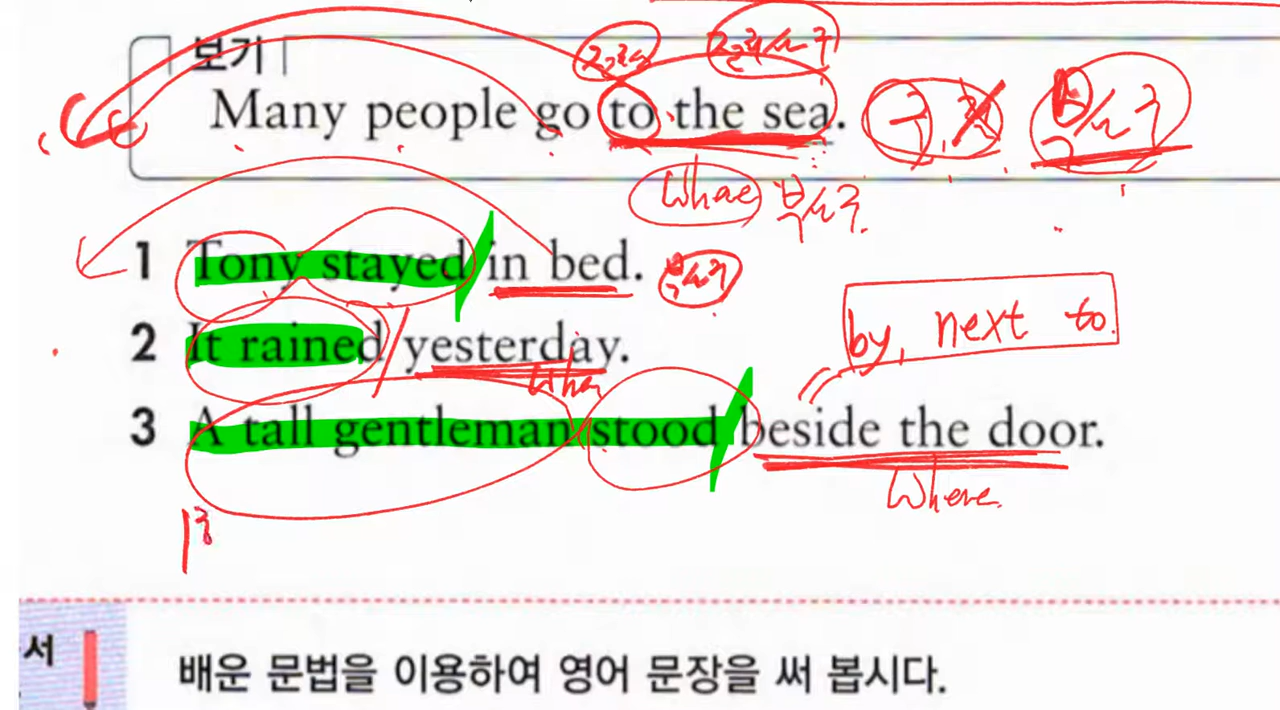 보기
전치사 전치사구
Many people go to the sea. 구, 절 부사구
Where 부사구
1 Tony stayed in bed. 부사구
2 It rained yesterday.
by, next to
When
3 A tall gentleman stood beside the door.
Where
1형
서
배운 문법을 이용하여 영어 문장을 써 봅시다.